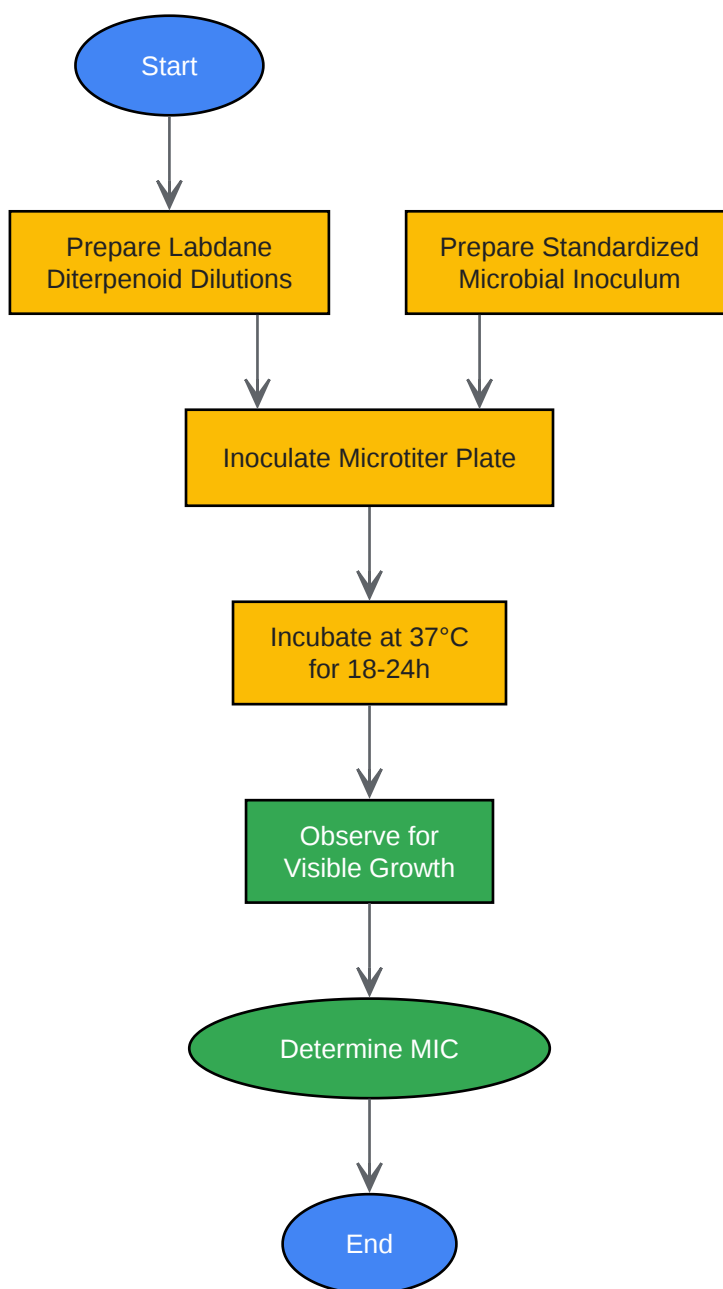 Start
Prepare Labdane
Diterpenoid Dilutions
Prepare Standardized
Microbial Inoculum
Inoculate Microtiter Plate
Incubate at 37°C
for 18-24h
Observe for
Visible Growth
Determine MIC
End